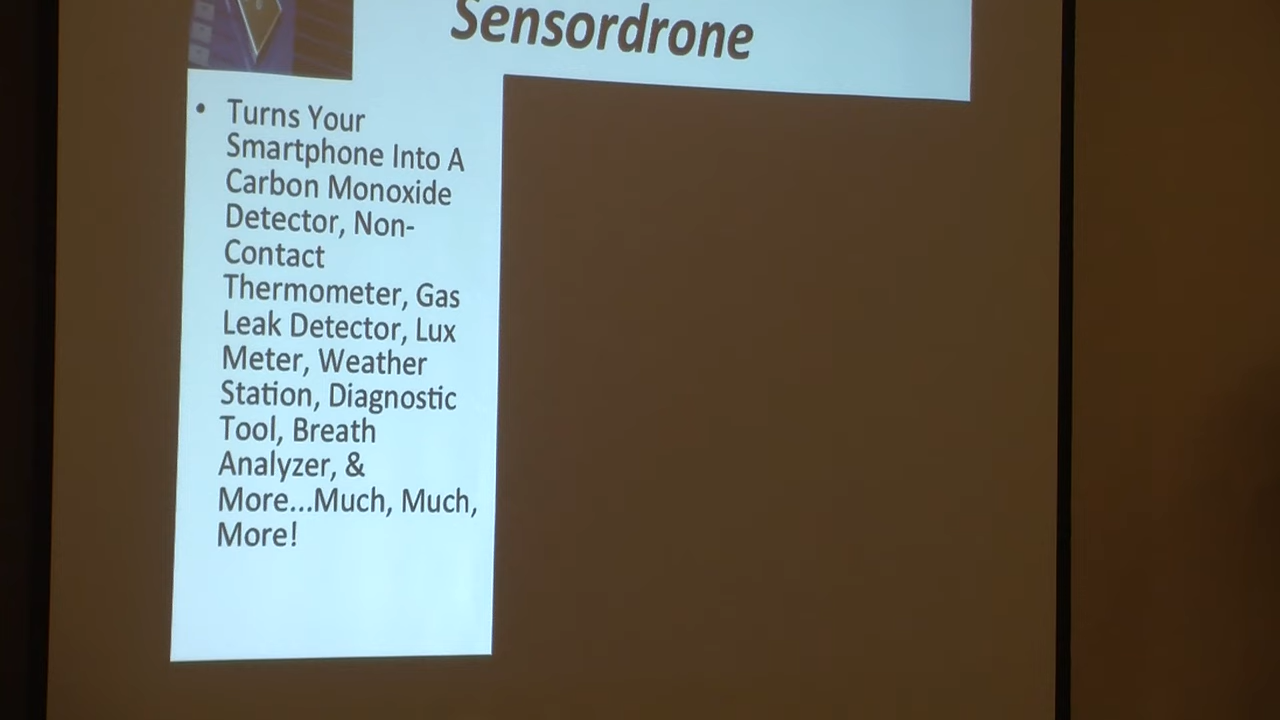 Sensordrone
• Turns Your
Smartphone Into A
Carbon Monoxide
Detector, Non-
Contact
Thermometer, Gas
Leak Detector, Lux
Meter, Weather
Station, Diagnostic
Tool, Breath
Analyzer, &
More...Much, Much,
More!